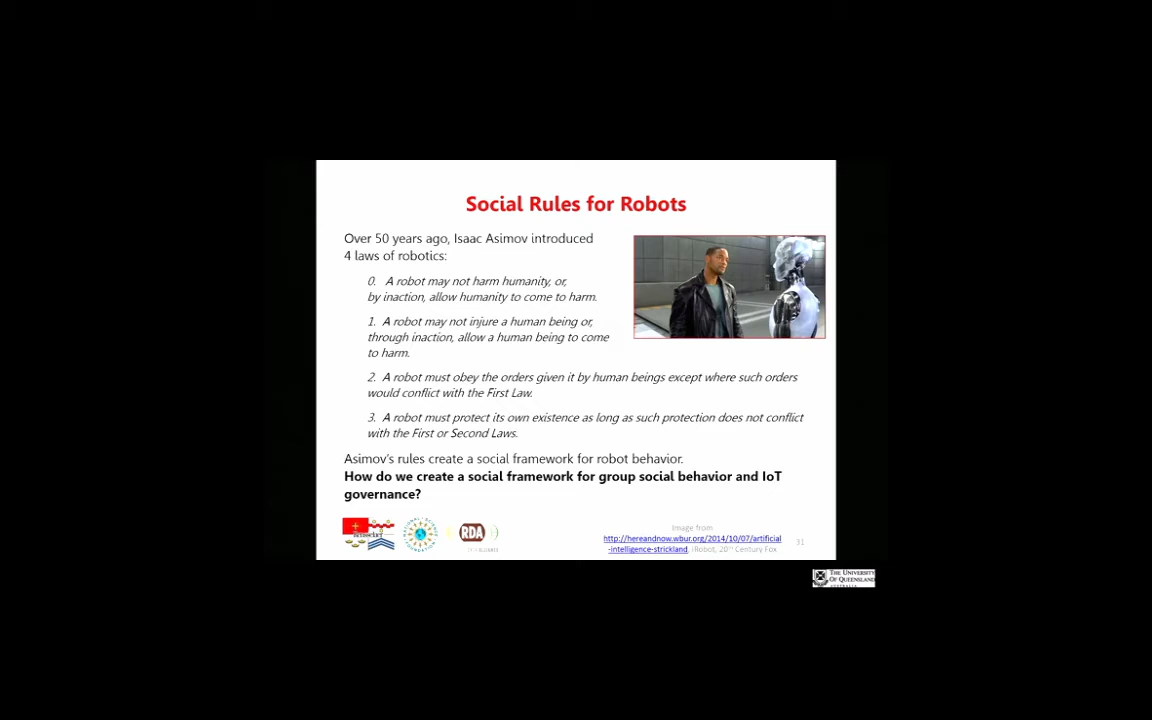 Social Rules for Robots
Over 50 years ago, Isaac Asimov introduced
4 laws of robotics:
0. A robot may not harm humanity, or,
by inaction, allow humanity to come to harm.
1. A robot may not injure a human being or,
through inaction, allow a human being to come
to harm.
2. A robot must obey the orders given it by human beings except where such orders
would conflict with the First Law.
3. A robot must protect its own existence as long as such protection does not conflict
with the First or Second Laws.
Asimov's rules create a social framework for robot behavior.
How do we create a social framework for group social behavior and IoT
governance?
RDA
Image from
http://hereandnow.wbur.org/2014/10/07/artificial
-intelligence-strickland, iRobot, 20th Century Fox
31
THE UNIVERSITY
OF QUEENSLAND
AUSTRALIA